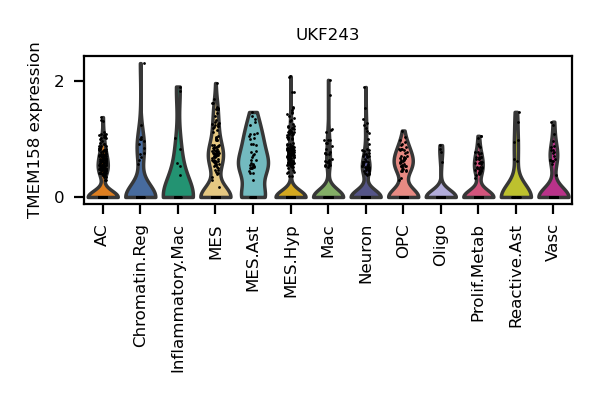 UKF243
TMEM158 expression
2
0
AC
Chromatin.Reg
Inflammatory.Mac
MES
MES.Ast
MES.Hyp
Mac
Neuron
OPC
Oligo
Prolif.Metab
Reactive.Ast
Vasc